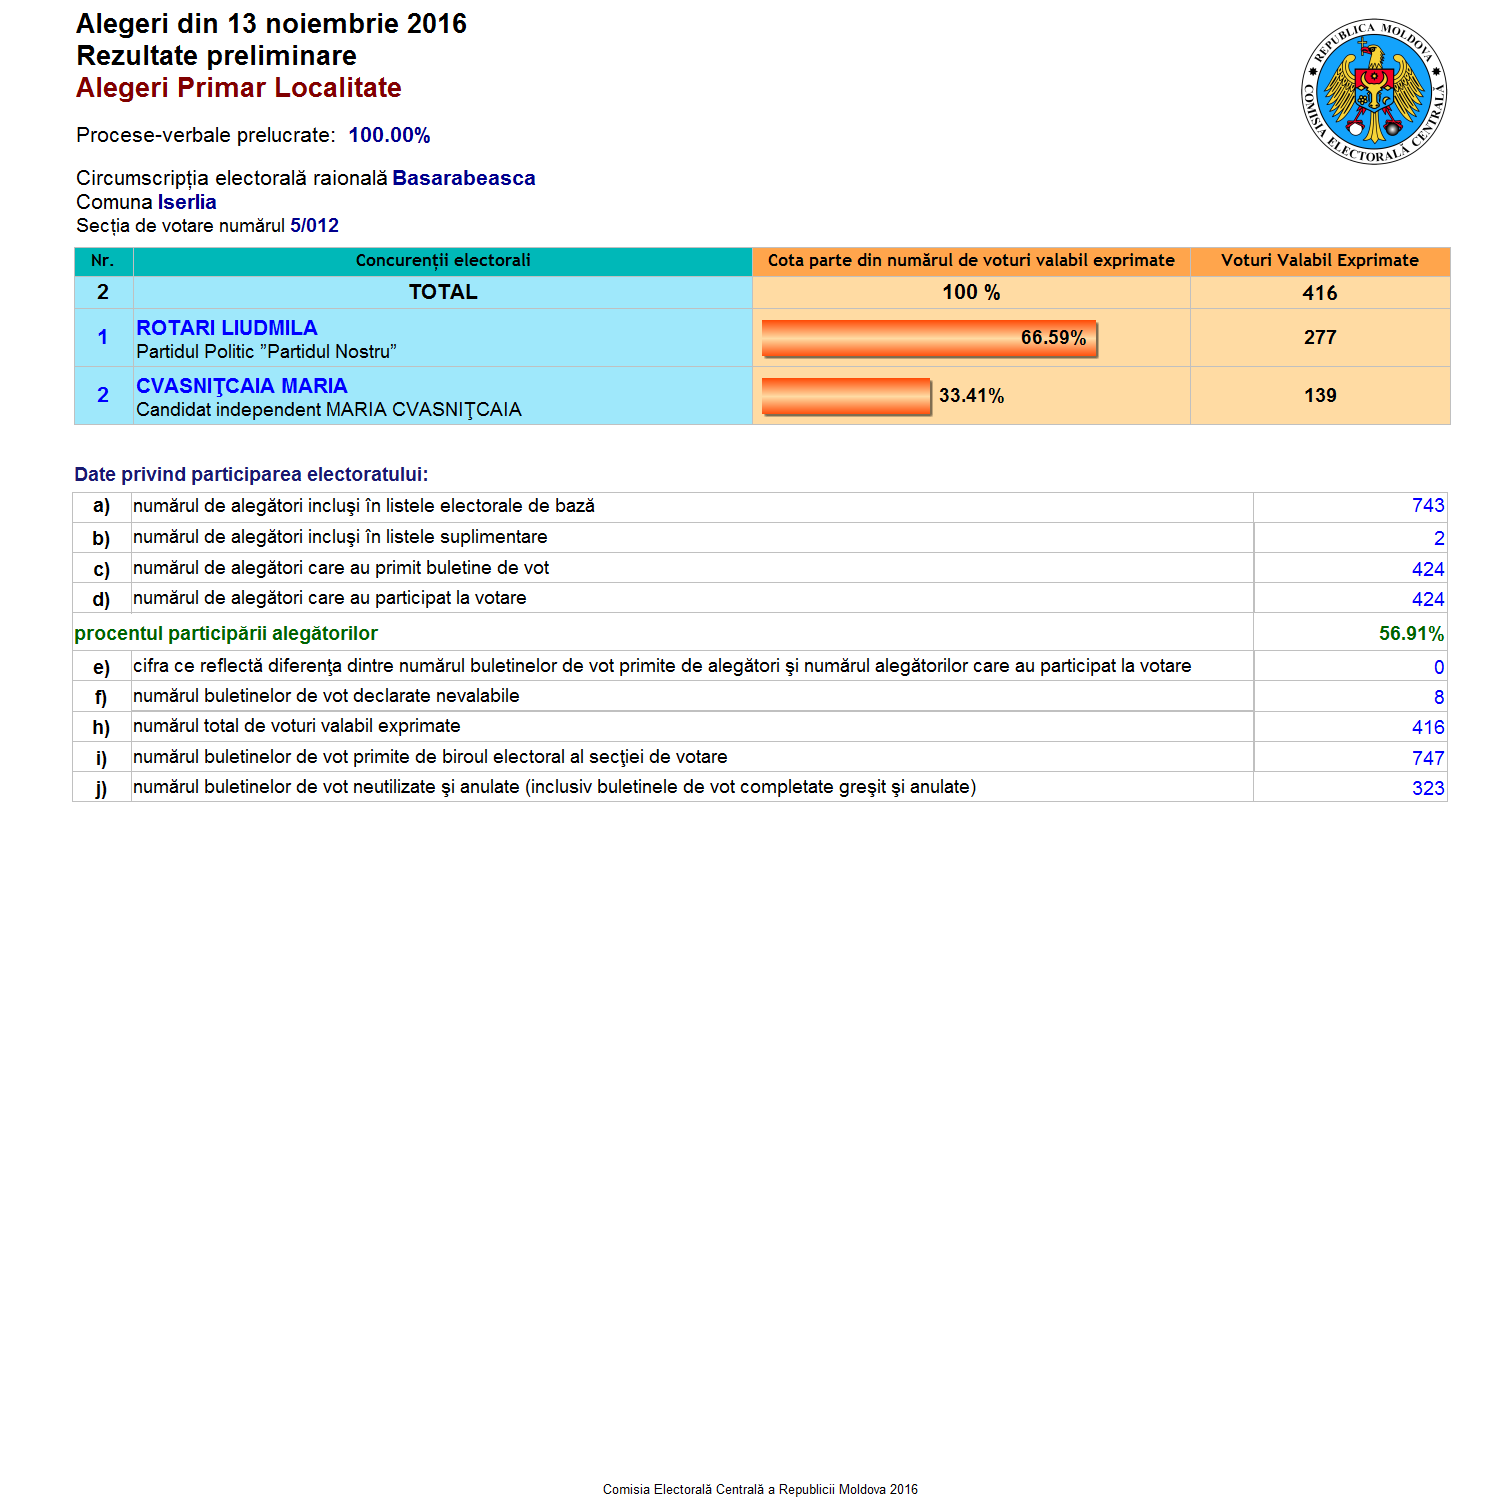 Alegeri din 13 noiembrie 2016
Rezultate preliminare
Alegeri Primar Localitate
REPUBLICA MOLDOVA
COMISIA ELECTORALĂ CENTRALĂ
Procese-verbale prelucrate: 100.00%
Circumscripția electorală raională Basarabeasca
Comuna Iserlia
Secția de votare numărul 5/012
Nr. Concurenții electorali Cota parte din numărul de voturi valabil exprimate Voturi Valabil Exprimate
2 TOTAL 100 % 416
1 ROTARI LIUDMILA 66.59% 277
Partidul Politic ”Partidul Nostru”
2 CVASNIŢCAIA MARIA 33.41% 139
Candidat independent MARIA CVASNIŢCAIA
Date privind participarea electoratului:
a) numărul de alegători incluşi în listele electorale de bază 743
b) numărul de alegători incluşi în listele suplimentare 2
c) numărul de alegători care au primit buletine de vot 424
d) numărul de alegători care au participat la votare 424
procentul participării alegătorilor 56.91%
e) cifra ce reflectă diferenţa dintre numărul buletinelor de vot primite de alegători şi numărul alegătorilor care au participat la votare 0
f) numărul buletinelor de vot declarate nevalabile 8
h) numărul total de voturi valabil exprimate 416
i) numărul buletinelor de vot primite de biroul electoral al secţiei de votare 747
j) numărul buletinelor de vot neutilizate şi anulate (inclusiv buletinele de vot completate greşit şi anulate) 323
Comisia Electorală Centrală a Republicii Moldova 2016